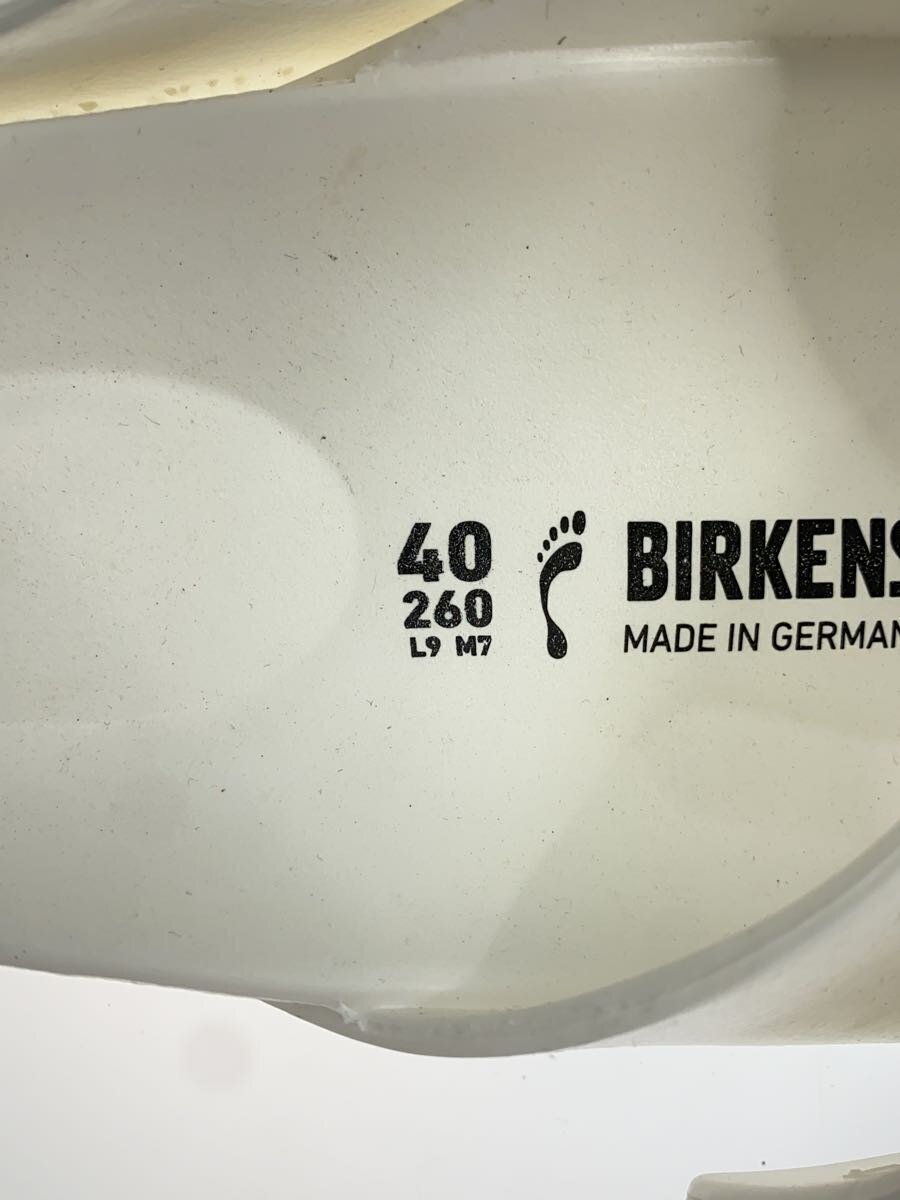 40
260
L9 M7
BIRKENS
MADE IN GERMAN